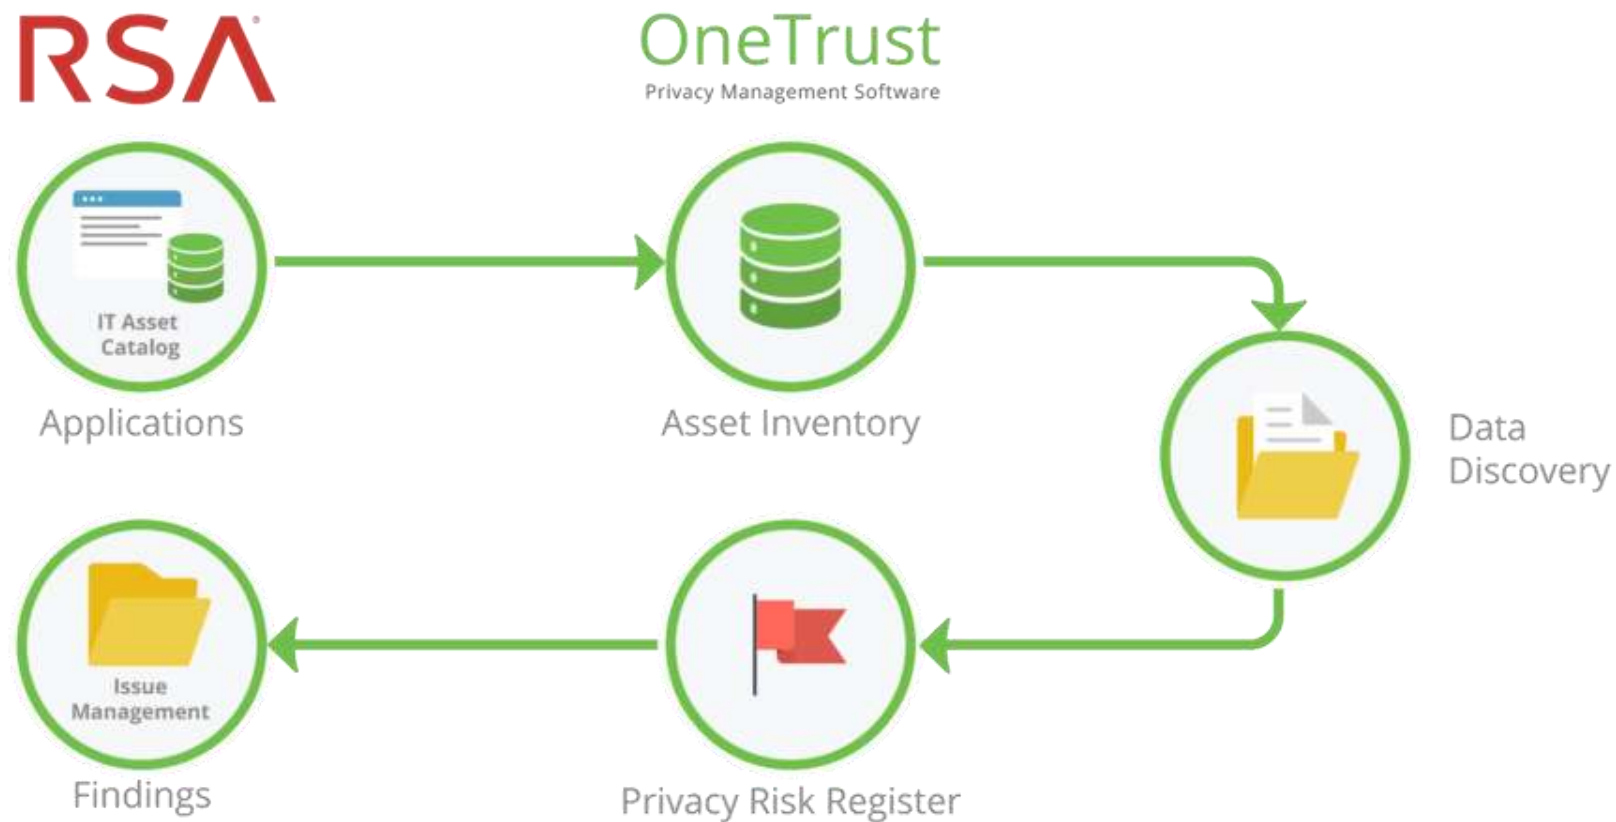 RSA®
OneTrust
Privacy Management Software
IT Asset
Catalog
Applications
Asset Inventory
Data
Discovery
Issue
Management
Findings
Privacy Risk Register